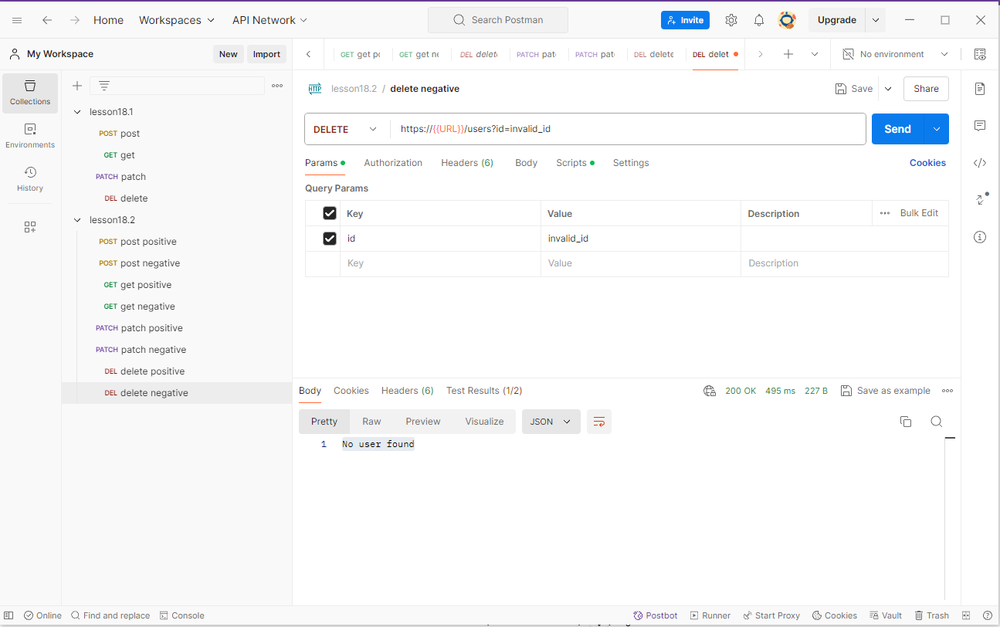 Home Workspaces API Network Search Postman Invite Upgrade
My Workspace New Import GET get po GET get ne DEL delete PATCH pat PATCH pat DEL delete DEL delet No environment
Collections
Environments
History
lesson18.1
POST post
GET get
PATCH patch
DEL delete
lesson18.2
POST post positive
POST post negative
GET get positive
GET get negative
PATCH patch positive
PATCH patch negative
DEL delete positive
DEL delete negative
HTTP lesson18.2 / delete negative Save Share
DELETE https://{{URL}}/users?id=invalid_id Send
Params Authorization Headers (6) Body Scripts Settings Cookies
Query Params
Key Value Description Bulk Edit
id invalid_id
Key Value Description
Body Cookies Headers (6) Test Results (1/2) 200 OK 495 ms 227 B Save as example
Pretty Raw Preview Visualize JSON
1 No user found
Online Find and replace Console Postbot Runner Start Proxy Cookies Vault Trash